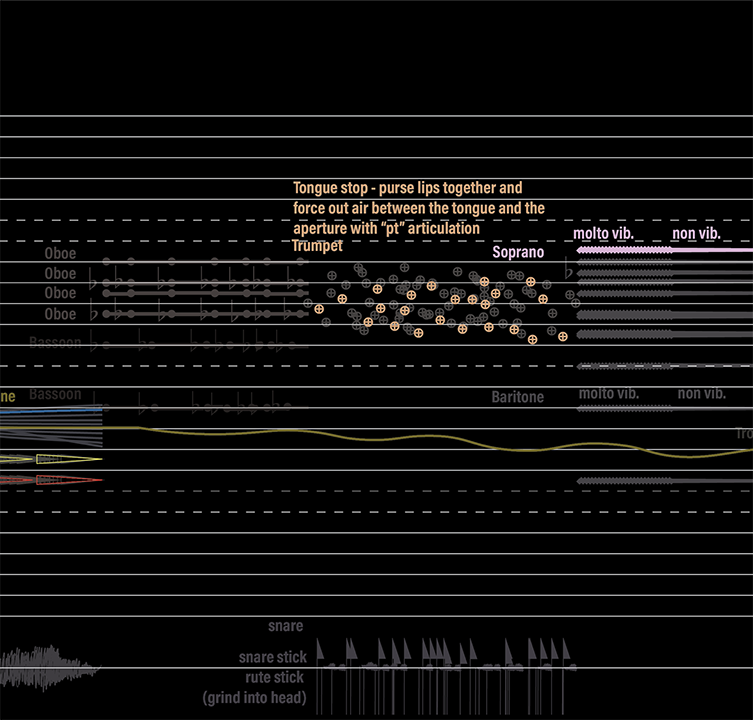 Tongue stop - purse lips together and
force out air between the tongue and the
aperture with “pt” articulation
Trumpet
molto vib. non vib.
Oboe
Soprano
Oboe
Oboe
Oboe
Bassoon
ne
Bassoon
Baritone
molto vib. non vib.
Tro
snare
snare stick
rute stick
(grind into head)